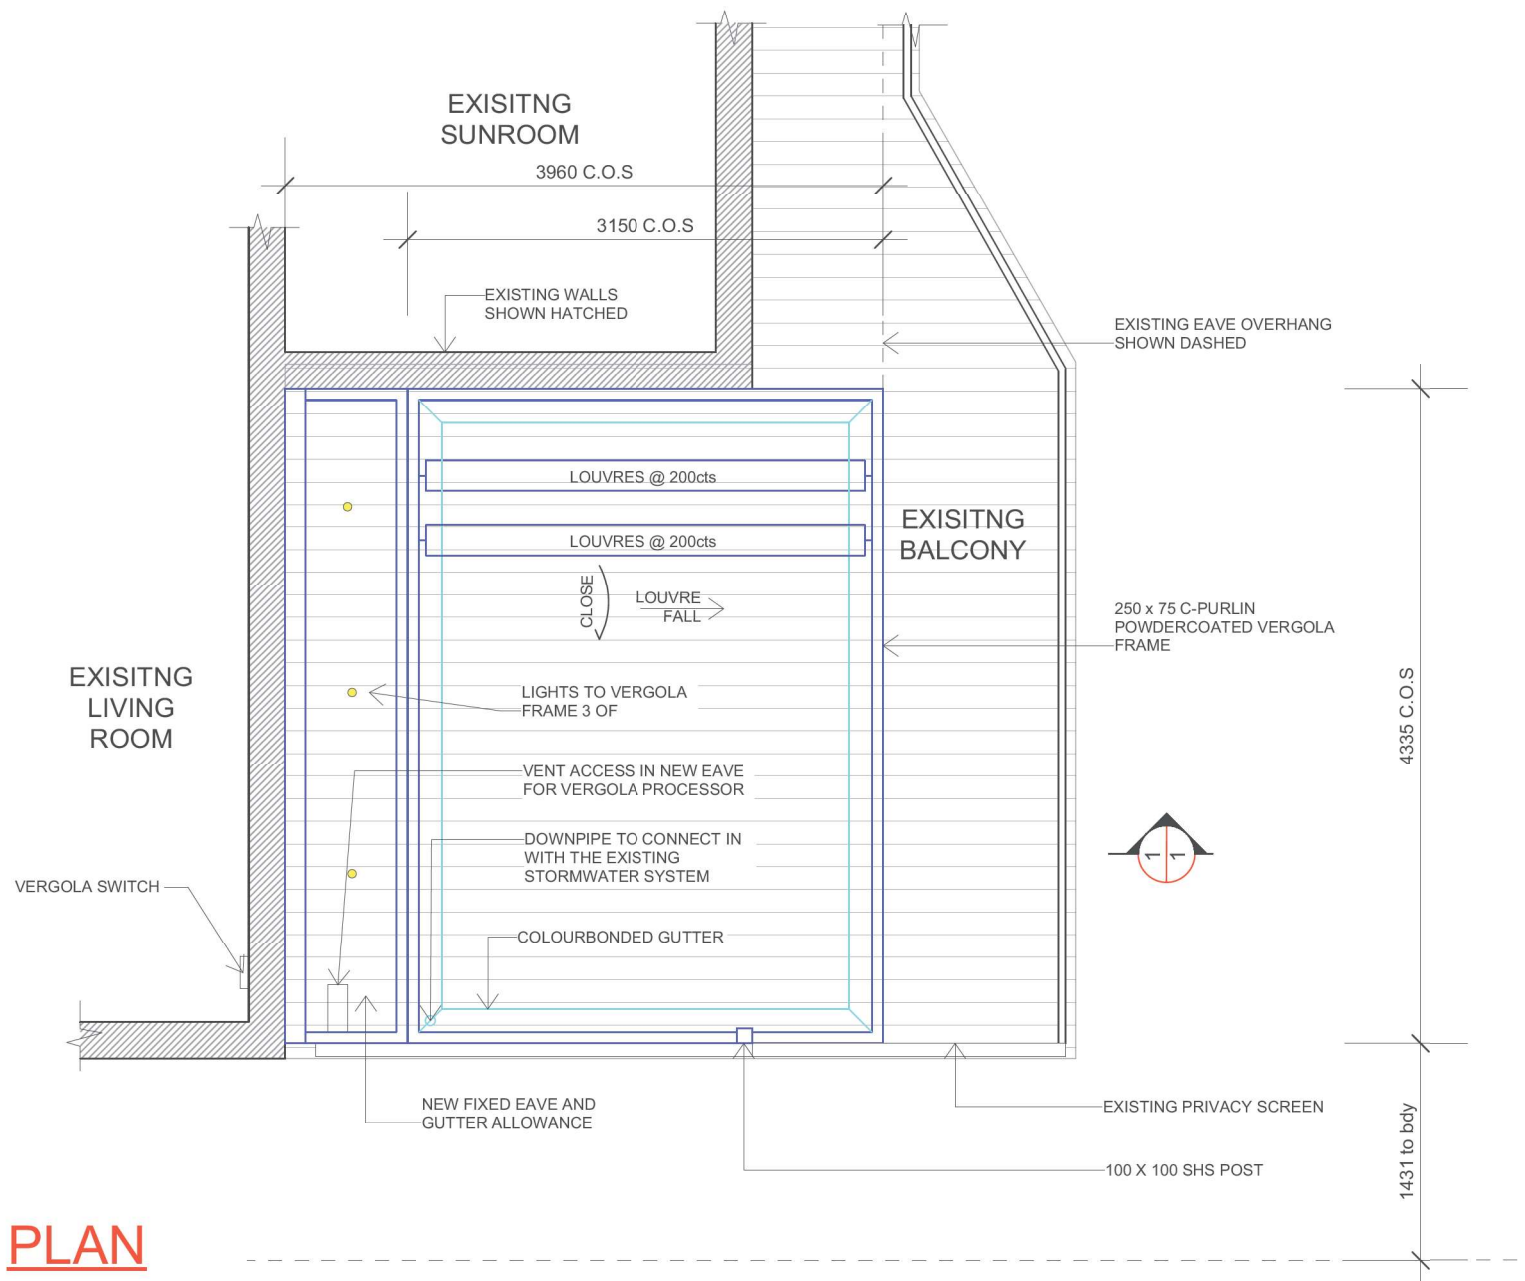 EXISITNG
SUNROOM
3960 C.O.S
3150 C.O.S
EXISTING WALLS
SHOWN HATCHED
EXISTING EAVE OVERHANG
SHOWN DASHED
LOUVRES @ 200cts
LOUVRES @ 200cts
EXISITNG
BALCONY
CLOSE
LOUVRE
FALL
250 x 75 C-PURLIN
POWDERCOATED VERGOLA
FRAME
EXISITNG
LIVING
ROOM
LIGHTS TO VERGOLA
FRAME 3 OF
4335 C.O.S
VENT ACCESS IN NEW EAVE
FOR VERGOLA PROCESSOR
DOWNPIPE TO CONNECT IN
WITH THE EXISTING
STORMWATER SYSTEM
1 1
VERGOLA SWITCH
COLOURBONDED GUTTER
NEW FIXED EAVE AND
GUTTER ALLOWANCE
EXISTING PRIVACY SCREEN
100 X 100 SHS POST
1431 to bdy
PLAN